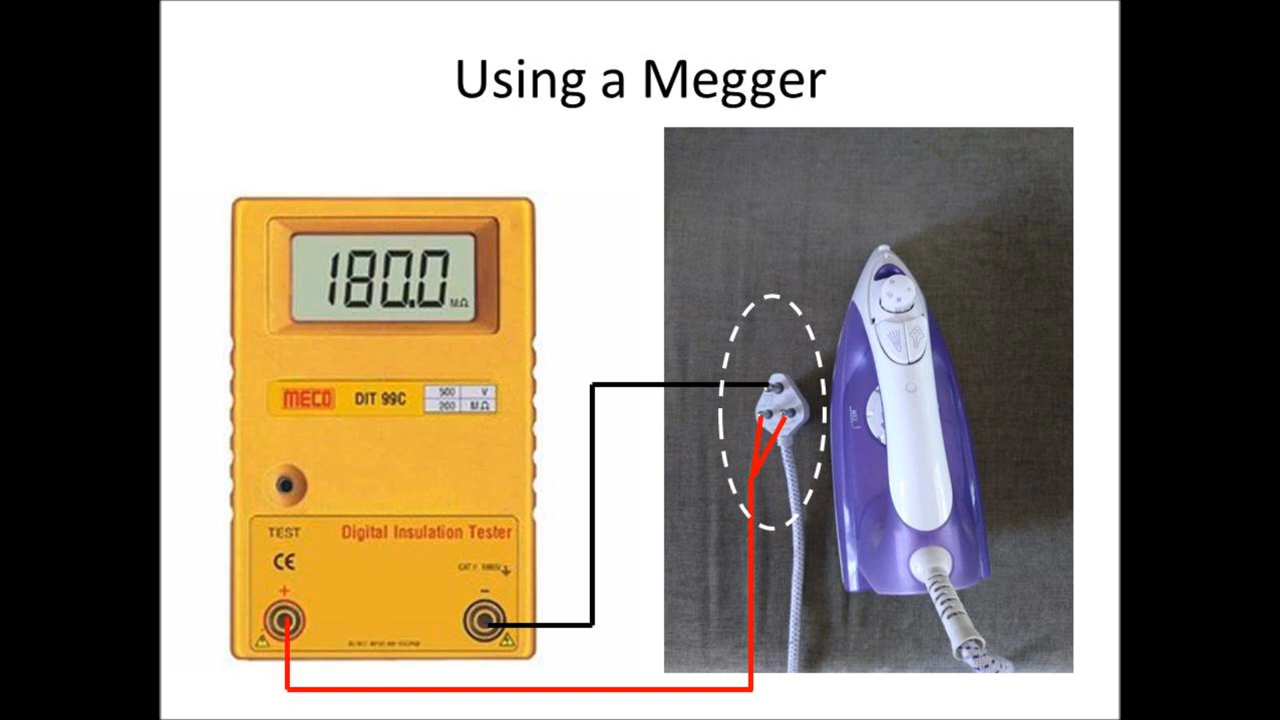 Using a Megger
180.0 MΩ
MECO DIT 99C 500 V
200 MΩ
TEST Digital Insulation Tester
CE
+ -